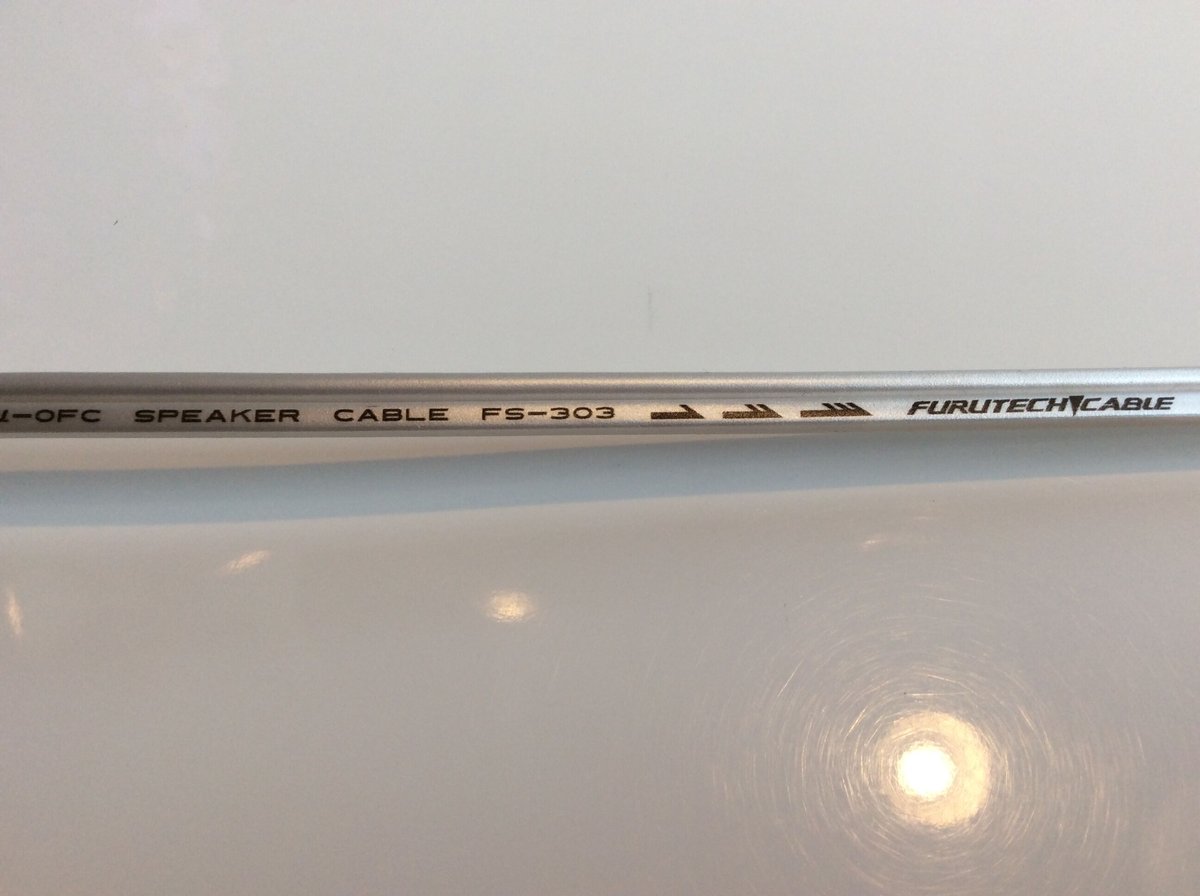 μ-OFC SPEAKER CABLE FS-303 FURUTECH CABLE